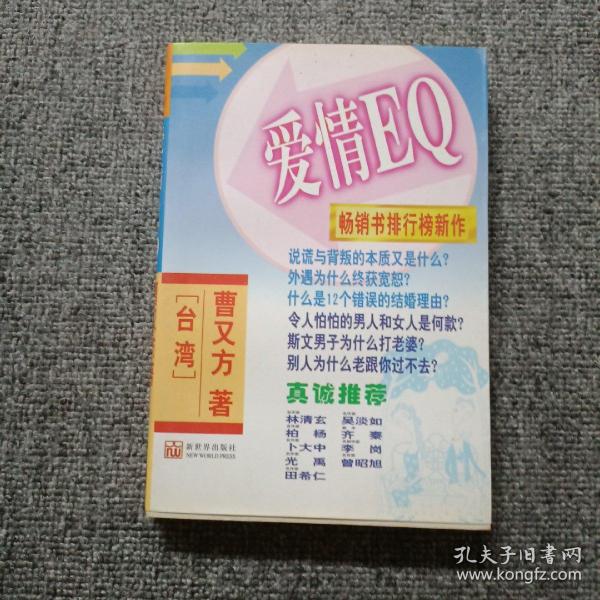 爱情EQ
畅销书排行榜新作
说谎与背叛的本质又是什么?
外遇为什么终获宽恕?
什么是12个错误的结婚理由?
令人怕怕的男人和女人是何款?
斯文男子为什么打老婆?
别人为什么老跟你过不去?
[台湾]
曹又方 著
真诚推荐
林清玄 吴淡如
柏杨 齐秦
卜大中 李岗
光禹 曾昭旭
田希仁
新世界出版社
NEW WORLD PRESS
孔夫子旧书网
www.kongfz.com